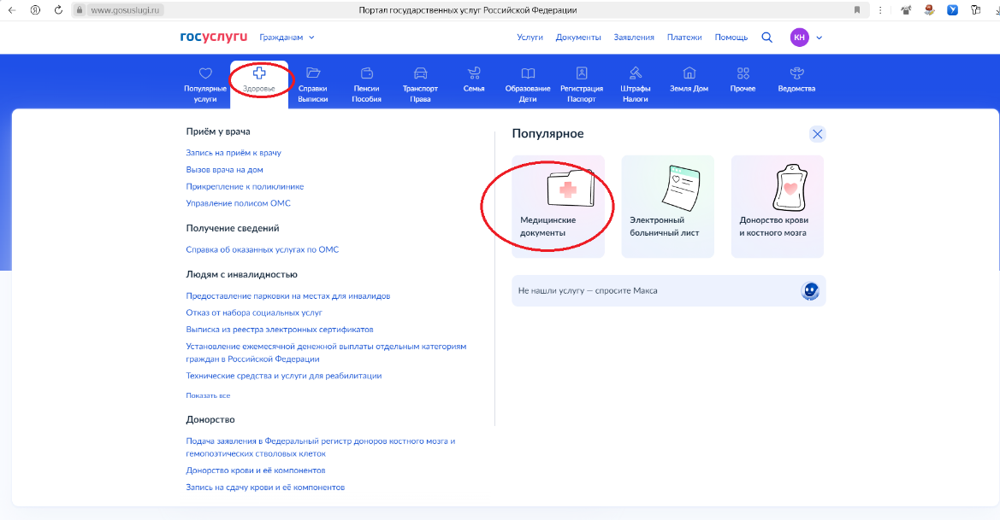 www.gosuslugi.ru
Портал государственных услуг Российской Федерации
госуслуги
Гражданам
Услуги
Документы
Заявления
Платежи
Помощь
КН
Популярные
услуги
Здоровье
Справки
Выписки
Пенсии
Пособия
Транспорт
Права
Семья
Образование
Дети
Регистрация
Паспорт
Штрафы
Налоги
Земля Дом
Прочее
Ведомства
Приём у врача
Запись на приём к врачу
Вызов врача на дом
Прикрепление к поликлинике
Управление полисом ОМС
Получение сведений
Справка об оказанных услугах по ОМС
Людям с инвалидностью
Предоставление парковки на местах для инвалидов
Отказ от набора социальных услуг
Выписка из реестра электронных сертификатов
Установление ежемесячной денежной выплаты отдельным категориям
граждан в Российской Федерации
Технические средства и услуги для реабилитации
Показать все
Донорство
Подача заявления в Федеральный регистр доноров костного мозга и
гемопоэтических стволовых клеток
Донорство крови и её компонентов
Запись на сдачу крови и её компонентов
Популярное
Медицинские
документы
Электронный
больничный лист
Донорство крови
и костного мозга
Не нашли услугу — спросите Макса